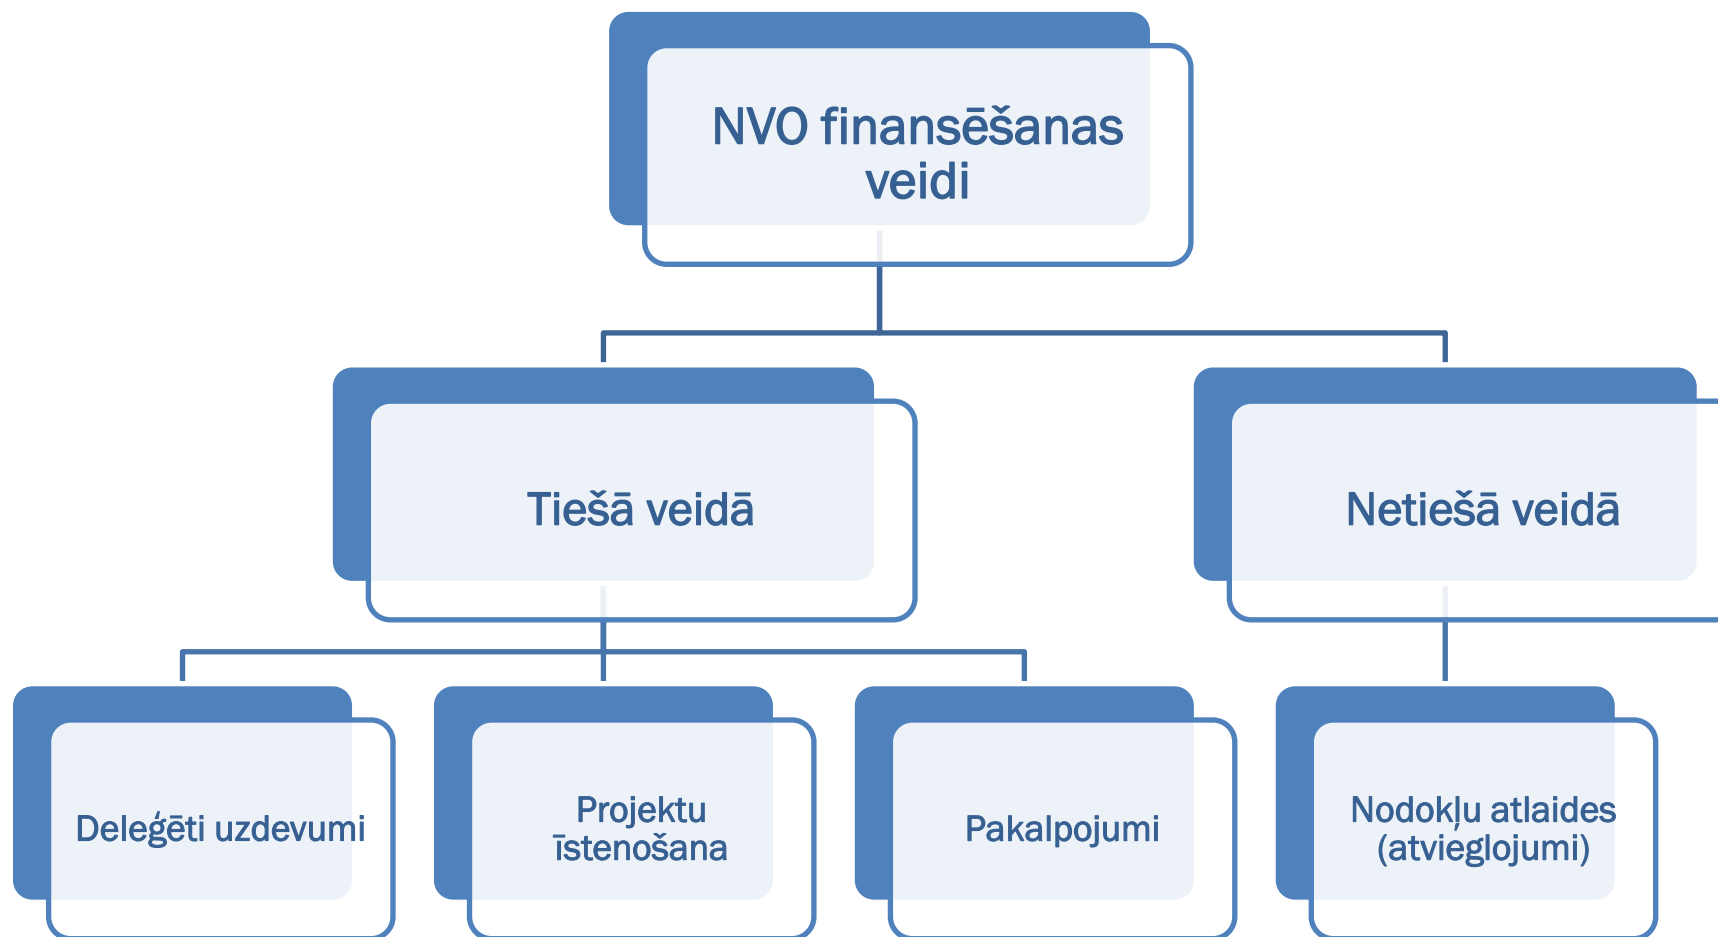 NVO finansēšanas
veidi
Tiešā veidā
Netiešā veidā
Deleģēti uzdevumi
Projektu
īstenošana
Pakalpojumi
Nodokļu atlaides
(atvieglojumi)